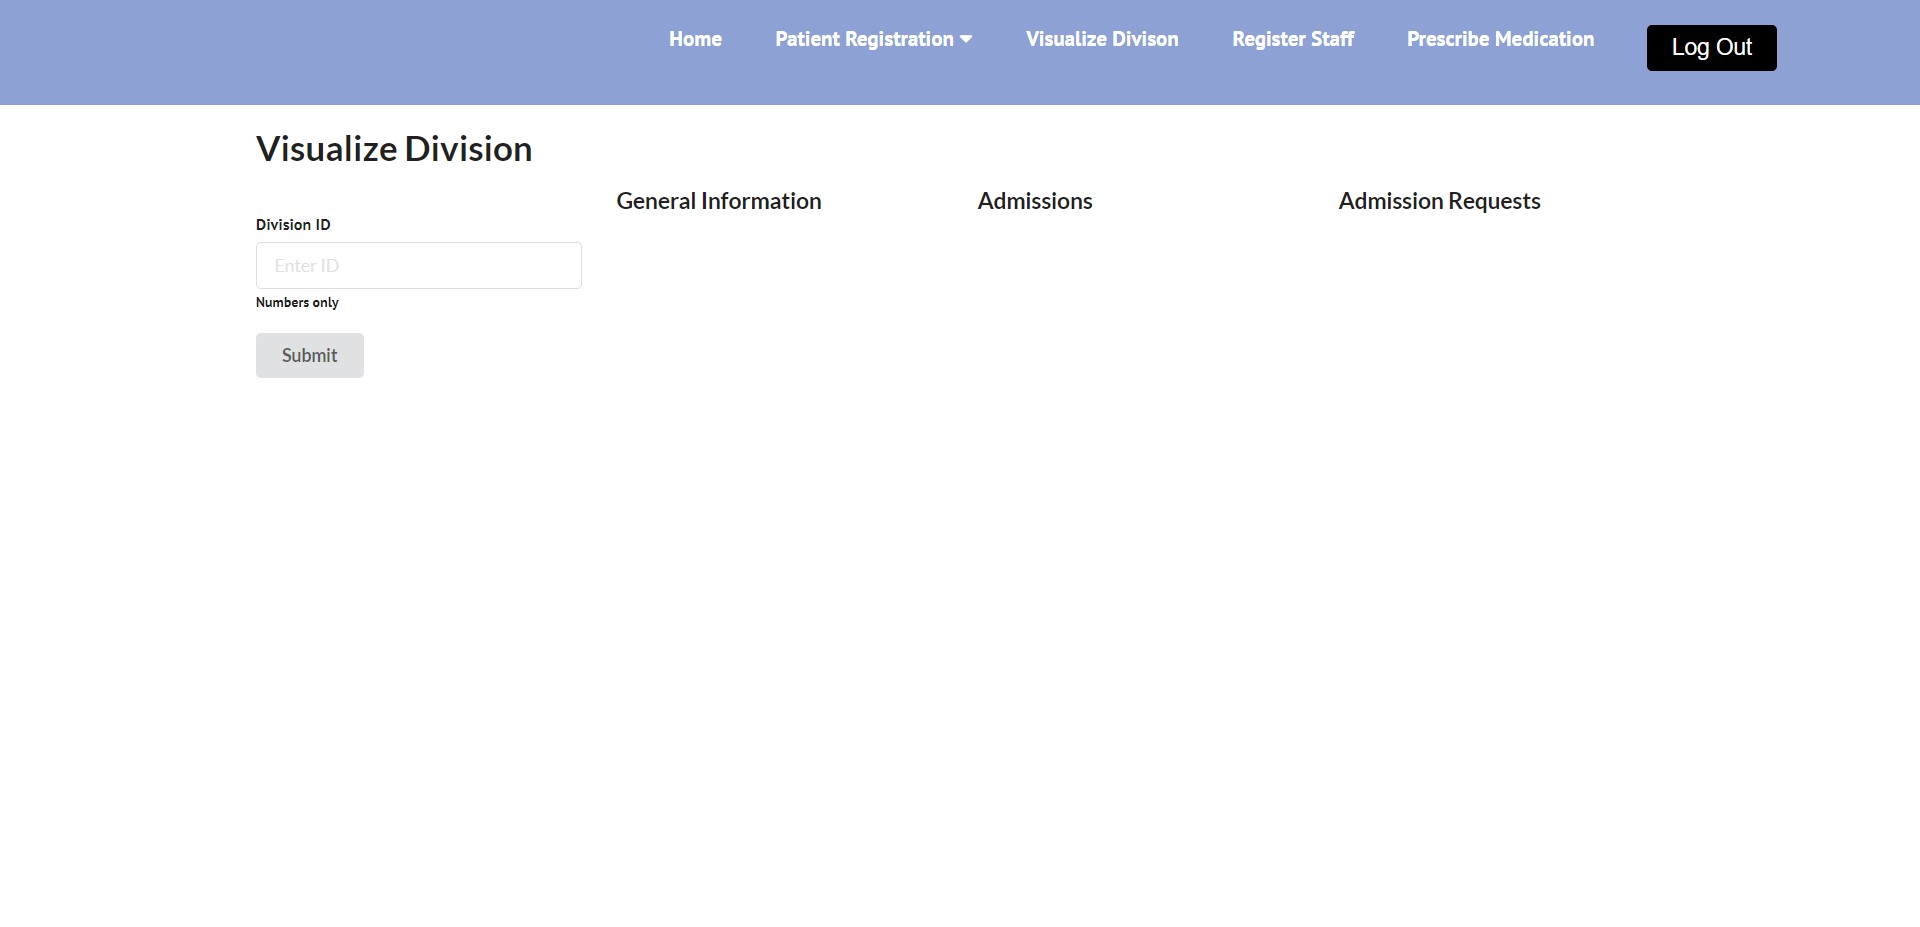 Home Patient Registration Visualize Divison Register Staff Prescribe Medication Log Out
Visualize Division
General Information Admissions Admission Requests
Division ID
Enter ID
Numbers only
Submit